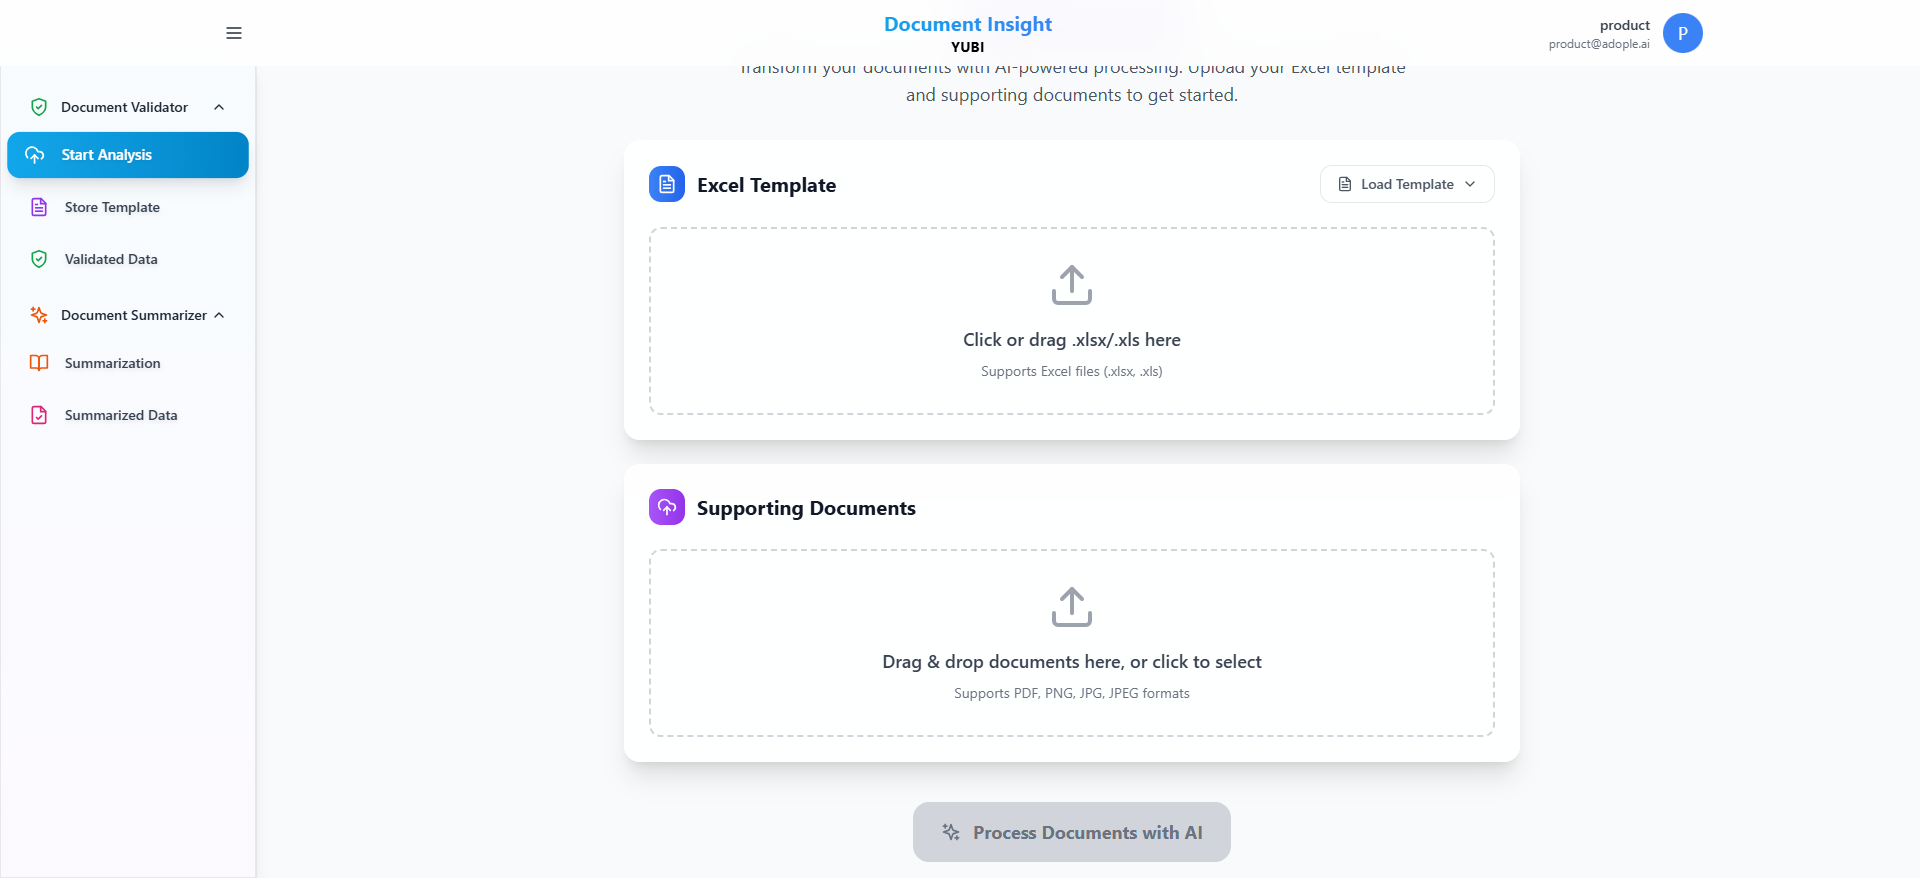 Document Insight
YUBI
product
product@adople.ai
P
Document Validator
Start Analysis
Store Template
Validated Data
Document Summarizer
Summarization
Summarized Data
Transform your documents with AI-powered processing. Upload your Excel template
and supporting documents to get started.
Excel Template
Load Template
Click or drag .xlsx/.xls here
Supports Excel files (.xlsx, .xls)
Supporting Documents
Drag & drop documents here, or click to select
Supports PDF, PNG, JPG, JPEG formats
Process Documents with AI